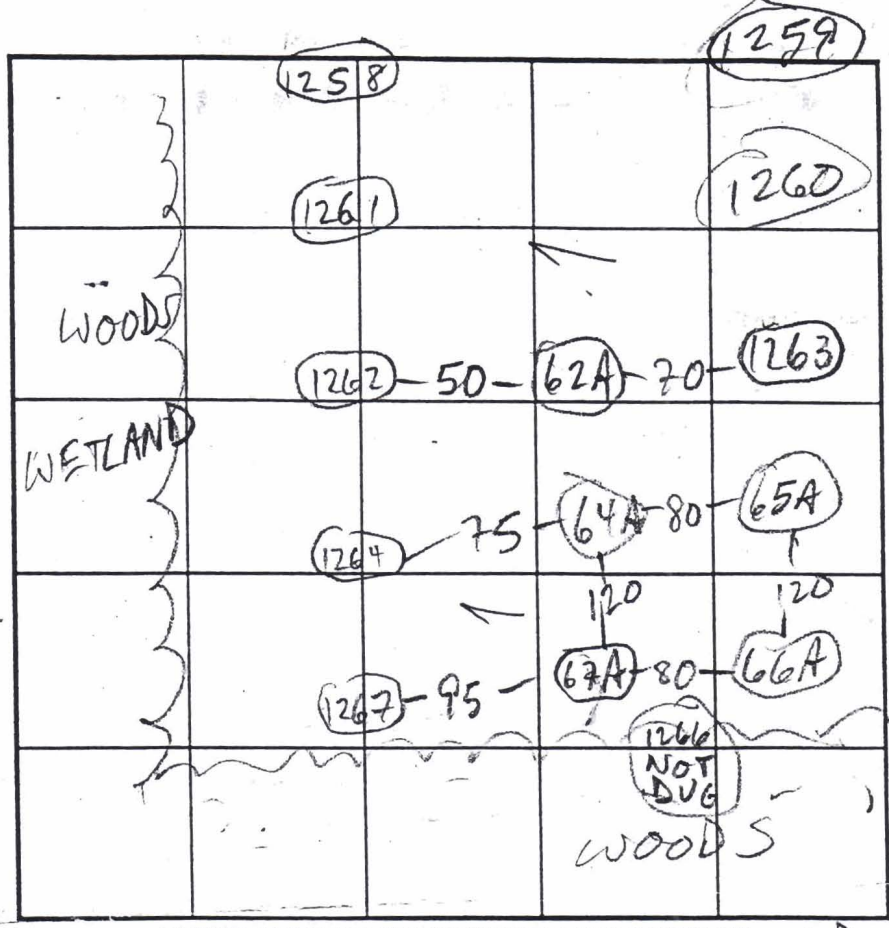 1259
1258
1260
1261
WOODS
1262 - 50 - 62A - 70 - 1263
WETLAND
1264 - 75 - 64A - 80 - 65A
120 120
1267 - 95 - 67A - 80 - 66A
1266
NOT
DUG
WOODS